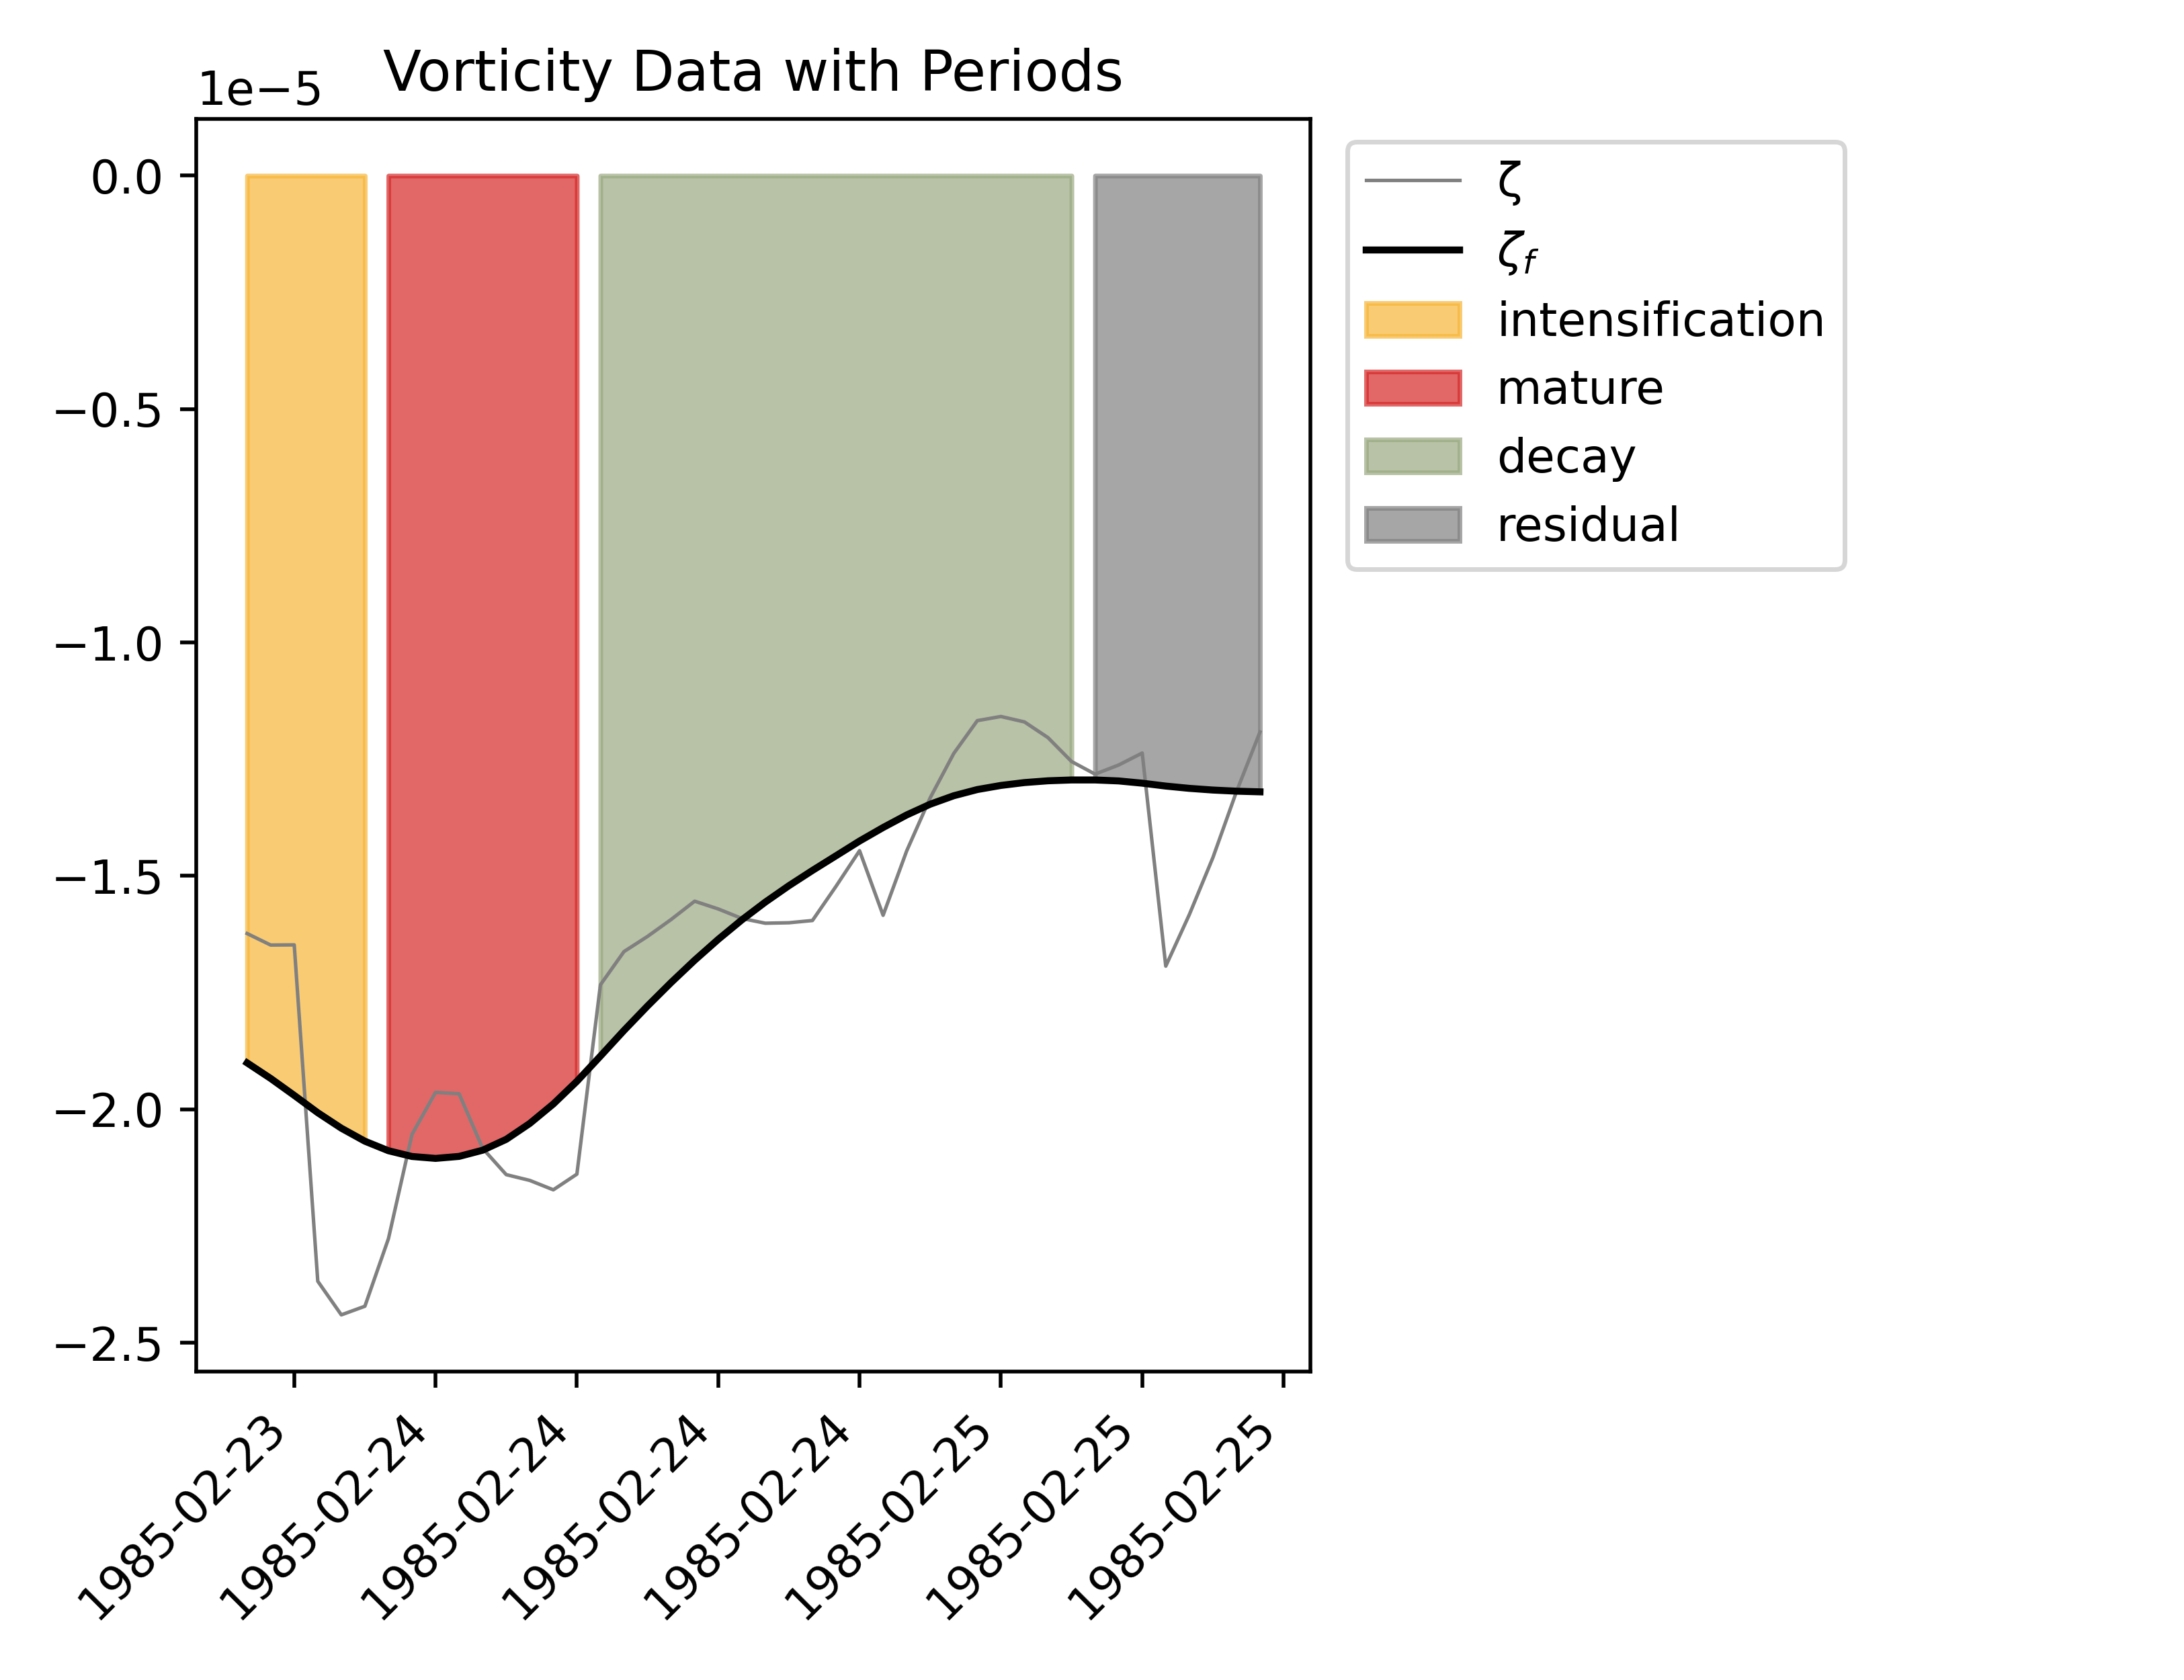 Vorticity Data with Periods
1e−5
0.0
−0.5
−1.0
−1.5
−2.0
−2.5
1985-02-23
1985-02-24
1985-02-24
1985-02-24
1985-02-24
1985-02-25
1985-02-25
1985-02-25
ζ
ζf
intensification
mature
decay
residual